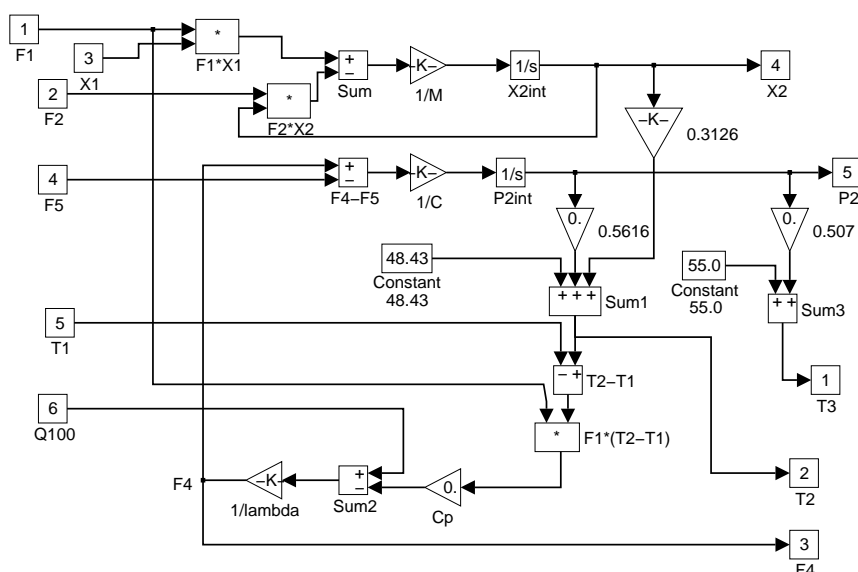 1
F1
3
X1
*
F1*X1
+
−
Sum
−K−
1/M
1/s
X2int
4
X2
2
F2
*
F2*X2
−K−
0.3126
4
F5
+
−
F4−F5
−K−
1/C
1/s
P2int
5
P2
0.
0.5616
0.
0.507
48.43
Constant
48.43
55.0
Constant
55.0
+ + +
Sum1
+ +
Sum3
5
T1
− +
T2−T1
1
T3
6
Q100
*
F1*(T2−T1)
F4
−K−
1/lambda
+
−
Sum2
0.
Cp
2
T2
3
F4